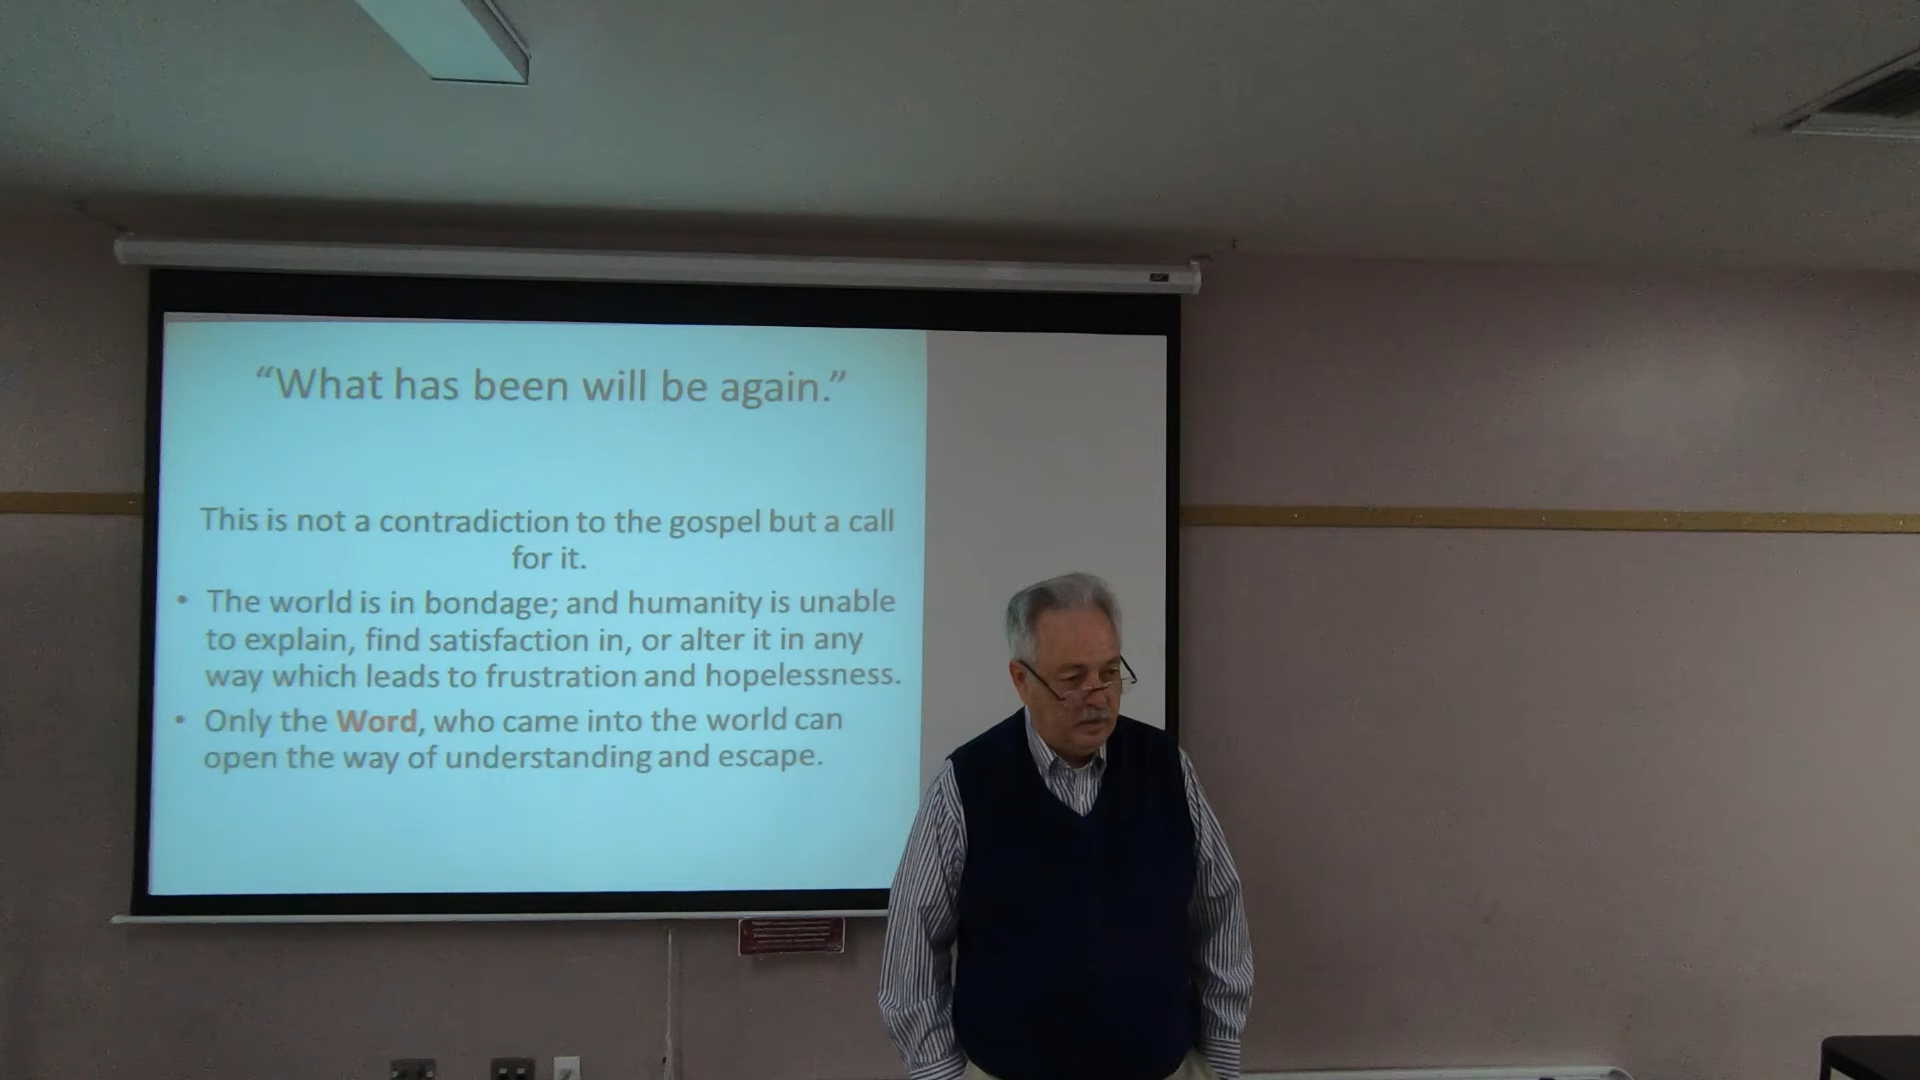 “What has been will be again.”
This is not a contradiction to the gospel but a call
for it.
• The world is in bondage; and humanity is unable
to explain, find satisfaction in, or alter it in any
way which leads to frustration and hopelessness.
• Only the Word, who came into the world can
open the way of understanding and escape.